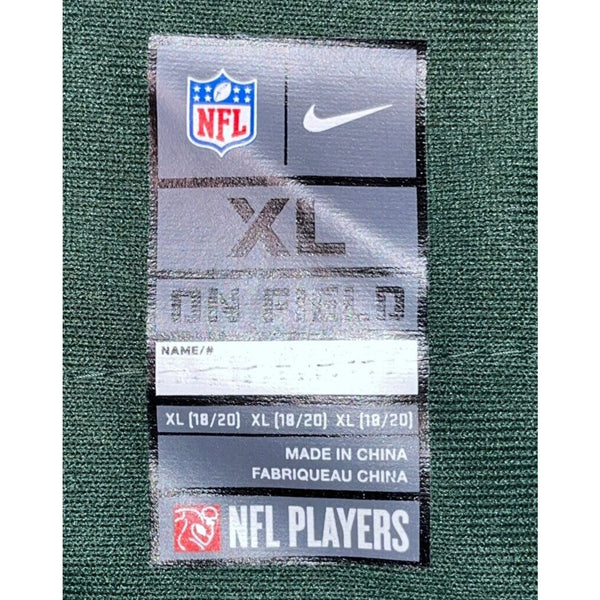 NFL
XL
ON FIELD
NAME/#
XL (18/20) XL (18/20) XL (18/20)
MADE IN CHINA
FABRIQUEAU CHINA
NFL PLAYERS